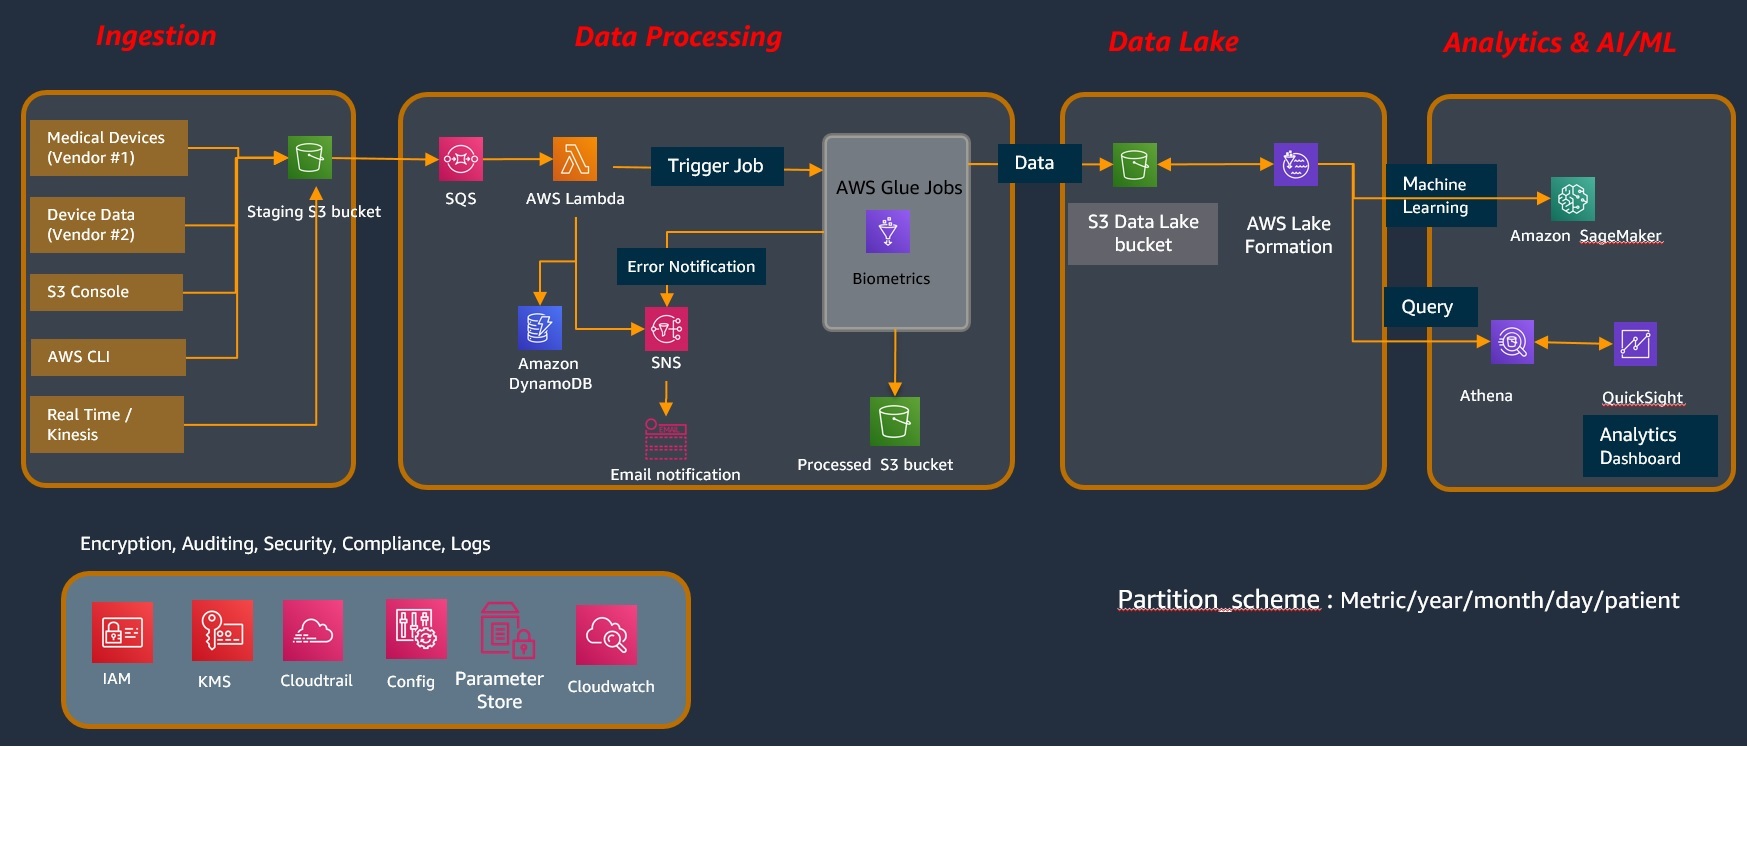 Ingestion
Data Processing
Data Lake
Analytics & AI/ML
Medical Devices
(Vendor #1)
Device Data
(Vendor #2)
S3 Console
AWS CLI
Real Time /
Kinesis
Staging S3 bucket
SQS
AWS Lambda
Trigger Job
AWS Glue Jobs
Biometrics
Error Notification
Amazon
DynamoDB
SNS
EMAIL
Email notification
Processed S3 bucket
Data
S3 Data Lake
bucket
AWS Lake
Formation
Machine
Learning
Amazon SageMaker
Query
Athena
QuickSight
Analytics
Dashboard
Encryption, Auditing, Security, Compliance, Logs
IAM
KMS
Cloudtrail
Config
Parameter
Store
Cloudwatch
Partition_scheme : Metric/year/month/day/patient